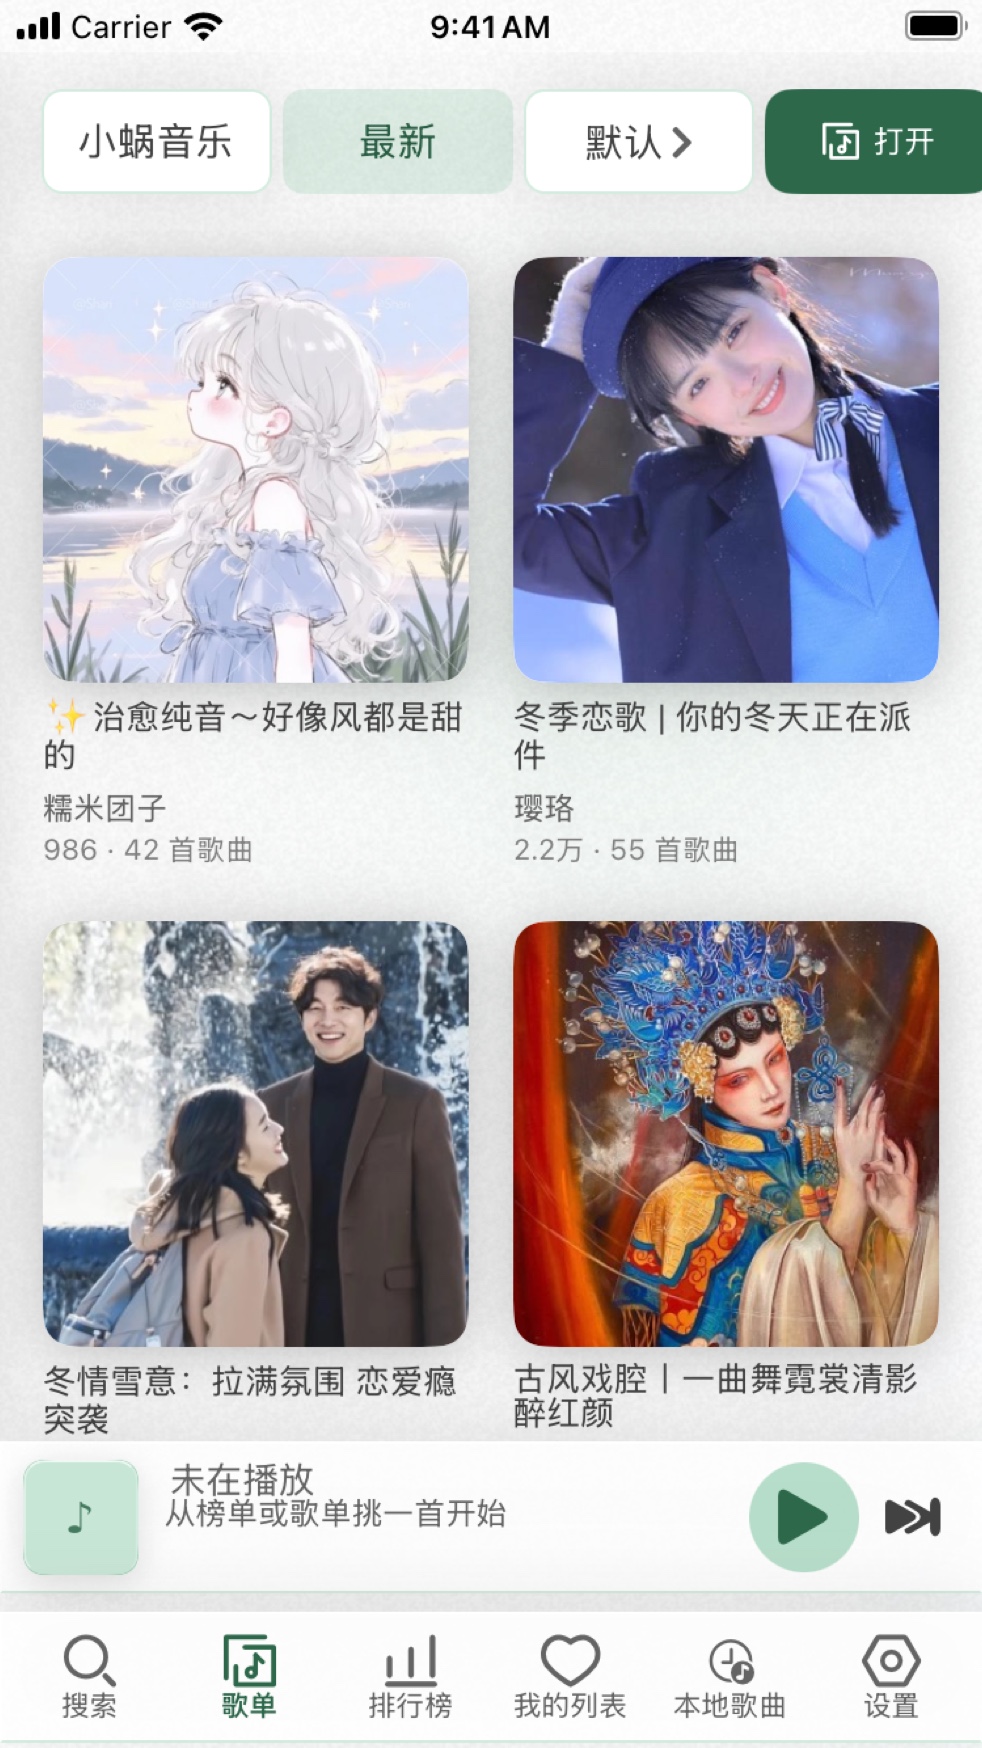 Carrier
9:41 AM
小蜗音乐
最新
默认
打开
✨ 治愈纯音～好像风都是甜
的
糯米团子
986 · 42 首歌曲
冬季恋歌 | 你的冬天正在派
件
璎珞
2.2万 · 55 首歌曲
冬情雪意：拉满氛围 恋爱瘾
突袭
古风戏腔丨一曲舞霓裳清影
醉红颜
未在播放
从榜单或歌单挑一首开始
搜索
歌单
排行榜
我的列表
本地歌曲
设置